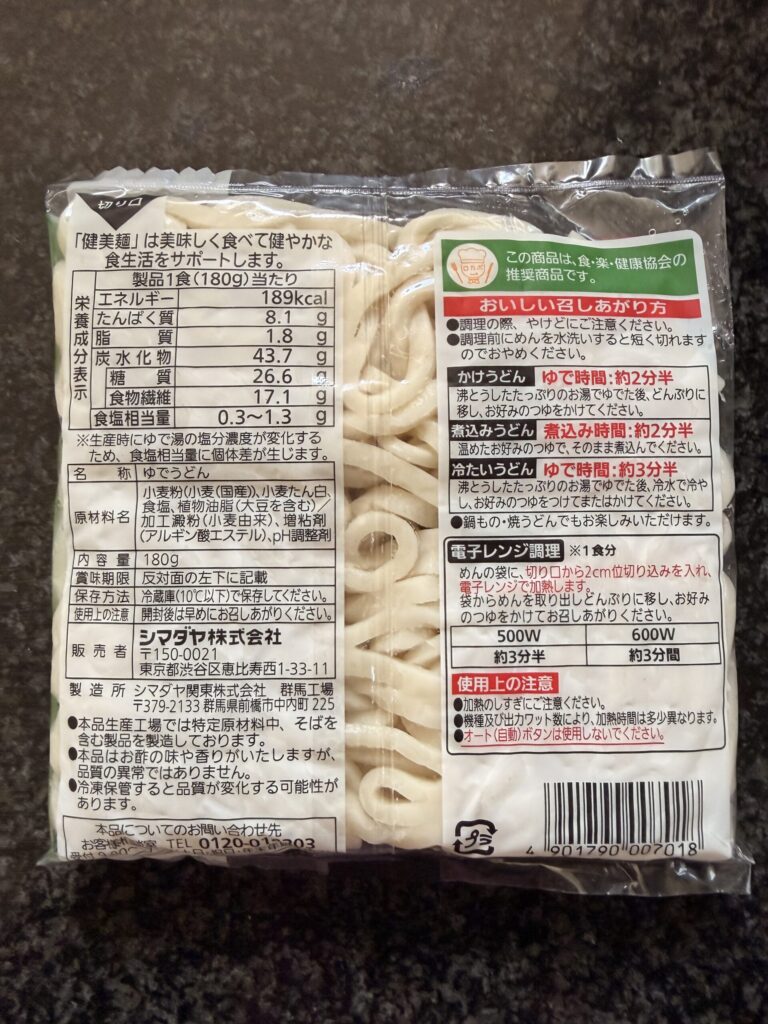 切り口
「健美麺」は美味しく食べて健やかな
食生活をサポートします。
栄養成分表示
製品1食(180g)当たり
エネルギー 189kcal
たんぱく質 8.1 g
脂質 1.8 g
炭水化物 43.7 g
糖質 26.6 g
食物繊維 17.1 g
食塩相当量 0.3〜1.3 g
※生産時にゆで湯の塩分濃度が変化する
ため、食塩相当量に個体差が生じます。
名称 ゆでうどん
原材料名 小麦粉(小麦(国産))、小麦たん白、
食塩、植物油脂(大豆を含む)／
加工澱粉(小麦由来)、増粘剤
(アルギン酸エステル)、pH調整剤
内容量 180g
賞味期限 反対面の左下に記載
保存方法 冷蔵庫(10℃以下)で保存してください。
使用上の注意 開封後は早めにお召しあがりください。
販売者 シマダヤ株式会社
〒150-0021
東京都渋谷区恵比寿西1-33-11
製造所 シマダヤ関東株式会社 群馬工場
〒379-2133 群馬県前橋市中内町225
●本品生産工場では特定原材料中、そばを
含む製品を製造しております。
●本品はお酢の味や香りがいたしますが、
品質の異常ではありません。
●冷凍保管すると品質が変化する可能性が
あります。
本品についてのお問い合わせ先
TEL 0120-0
ロカボ
この商品は、食・楽・健康協会の
推奨商品です。
おいしい召しあがり方
●調理の際、やけどにご注意ください。
●調理前にめんを水洗いすると短く切れます
のでおやめください。
かけうどん ゆで時間:約2分半
沸とうしたたっぷりのお湯でゆでた後、どんぶりに
移し、お好みのつゆをかけてください。
煮込みうどん 煮込み時間:約2分半
温めたお好みのつゆで、そのまま煮込んでください。
冷たいうどん ゆで時間:約3分半
沸とうしたたっぷりのお湯でゆでた後、冷水で冷や
し、お好みのつゆをつけてまたはかけてください。
●鍋もの・焼うどんでもお楽しみいただけます。
電子レンジ調理 ※1食分
めんの袋に、切り口から2cm位切り込みを入れ、
電子レンジで加熱します。
袋からめんを取り出しどんぶりに移し、お好み
のつゆをかけてお召しあがりください。
500W 600W
約3分半 約3分間
使用上の注意
●加熱のしすぎにご注意ください。
●機種及び出力ワット数により、加熱時間は多少異なります。
●オート(自動)ボタンは使用しないでください。
プラ
4 901790 007018